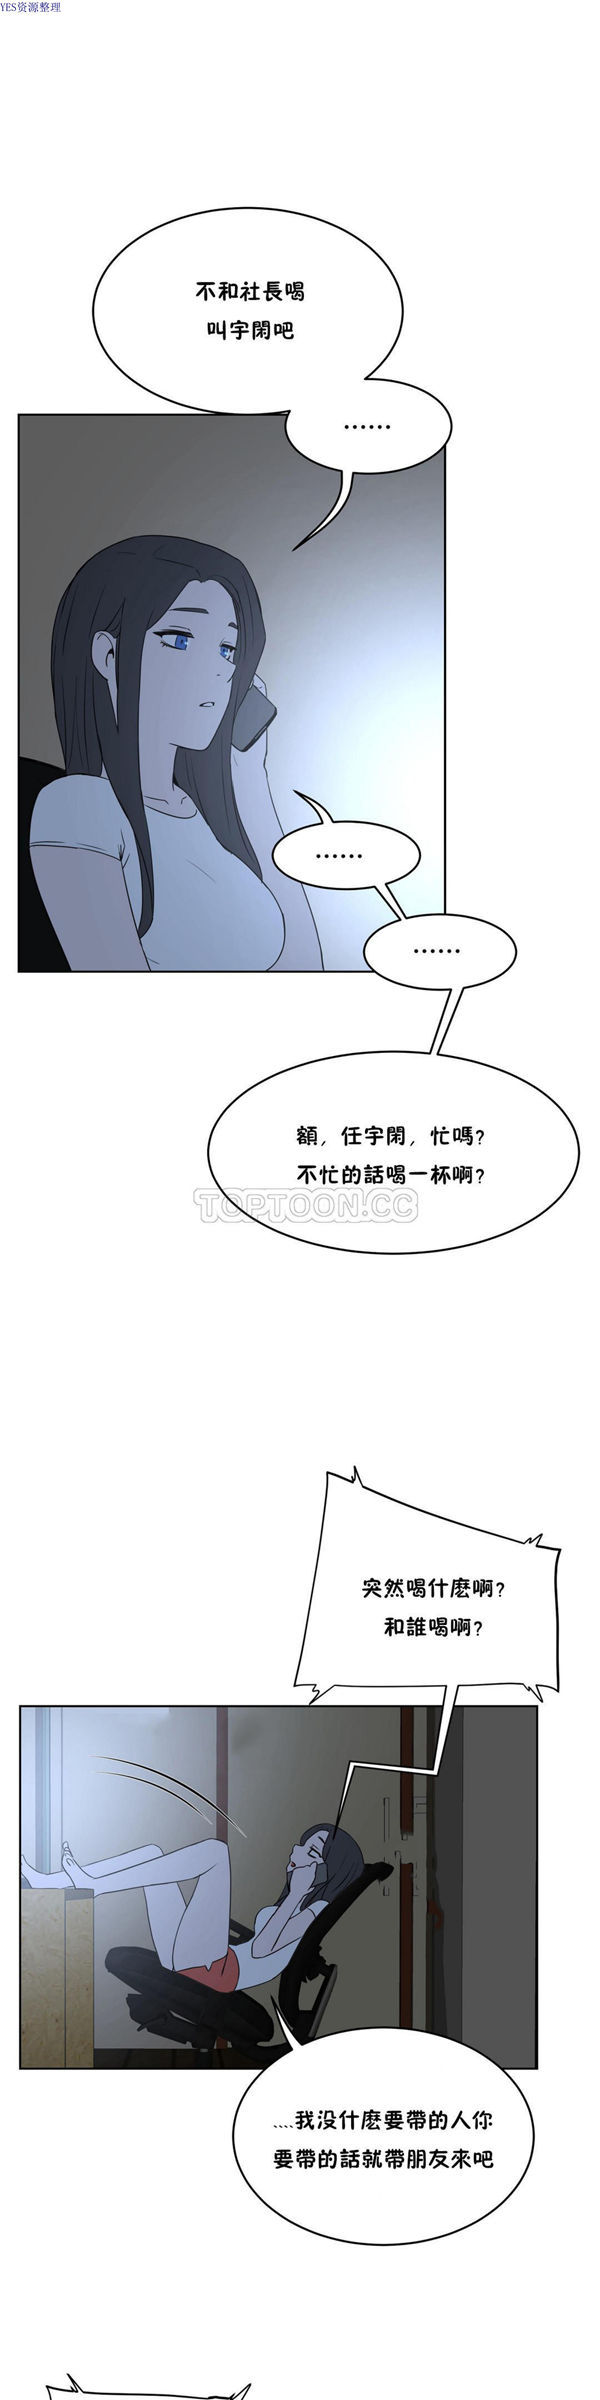 YES资源整理
不和社長喝
叫宇閑吧
……
……
……
額，任宇閑，忙嗎?
不忙的話喝一杯啊?
TOPTOON.CC
突然喝什麽啊?
和誰喝啊?
....我没什麽要帶的人你
要帶的話就帶朋友來吧